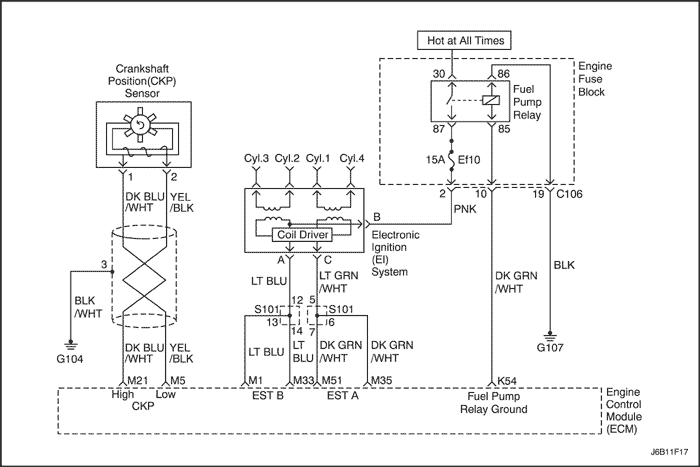 Hot at All Times
Crankshaft
Position(CKP)
Sensor
30
86
Engine
Fuse
Block
Fuel
Pump
Relay
87
85
15A
Ef10
Cyl.3
Cyl.2
Cyl.1
Cyl.4
1
2
2
10
19
C106
DK BLU
/WHT
YEL
/BLK
PNK
B
Coil Driver
Electronic
Ignition
(EI)
System
A
C
3
LT BLU
LT GRN
/WHT
DK GRN
/WHT
BLK
BLK
/WHT
12
5
S101
S101
13
14
7
6
G104
G107
DK BLU
/WHT
YEL
/BLK
LT BLU
LT
BLU
DK GRN
/WHT
DK GRN
/WHT
M21
M5
M1
M33
M51
M35
K54
High
Low
CKP
EST B
EST A
Fuel Pump
Relay Ground
Engine
Control
Module
(ECM)
J6B11F17